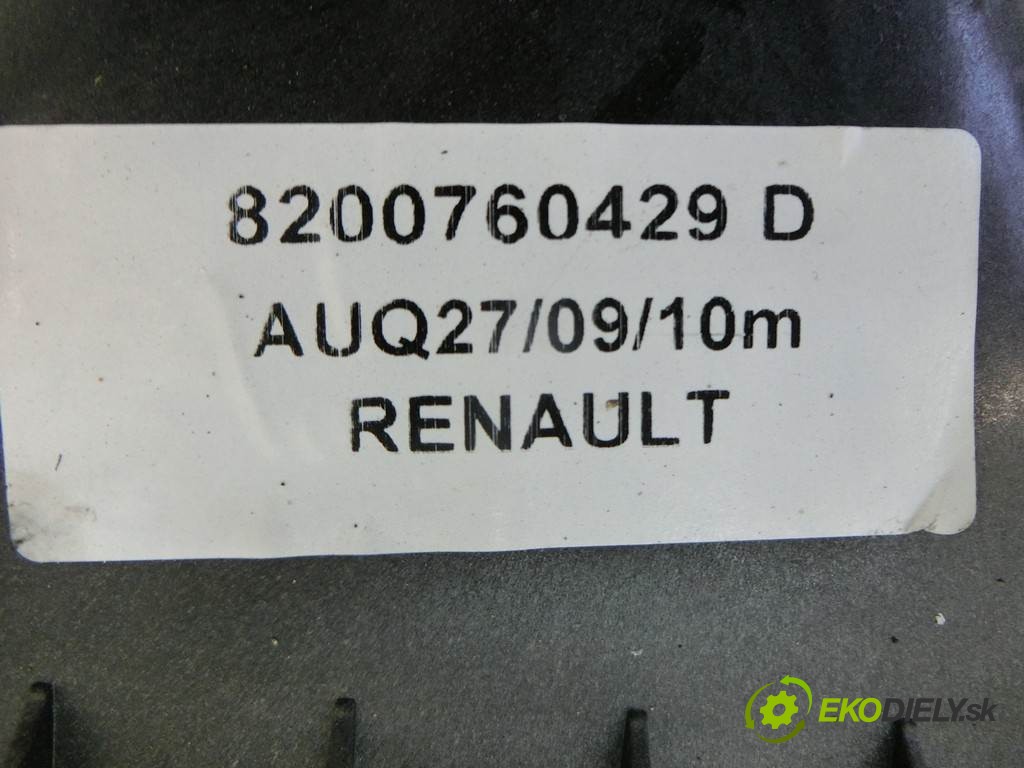 8200760429 D
AUQ27/09/10m
RENAULT
EKODIELY.sk